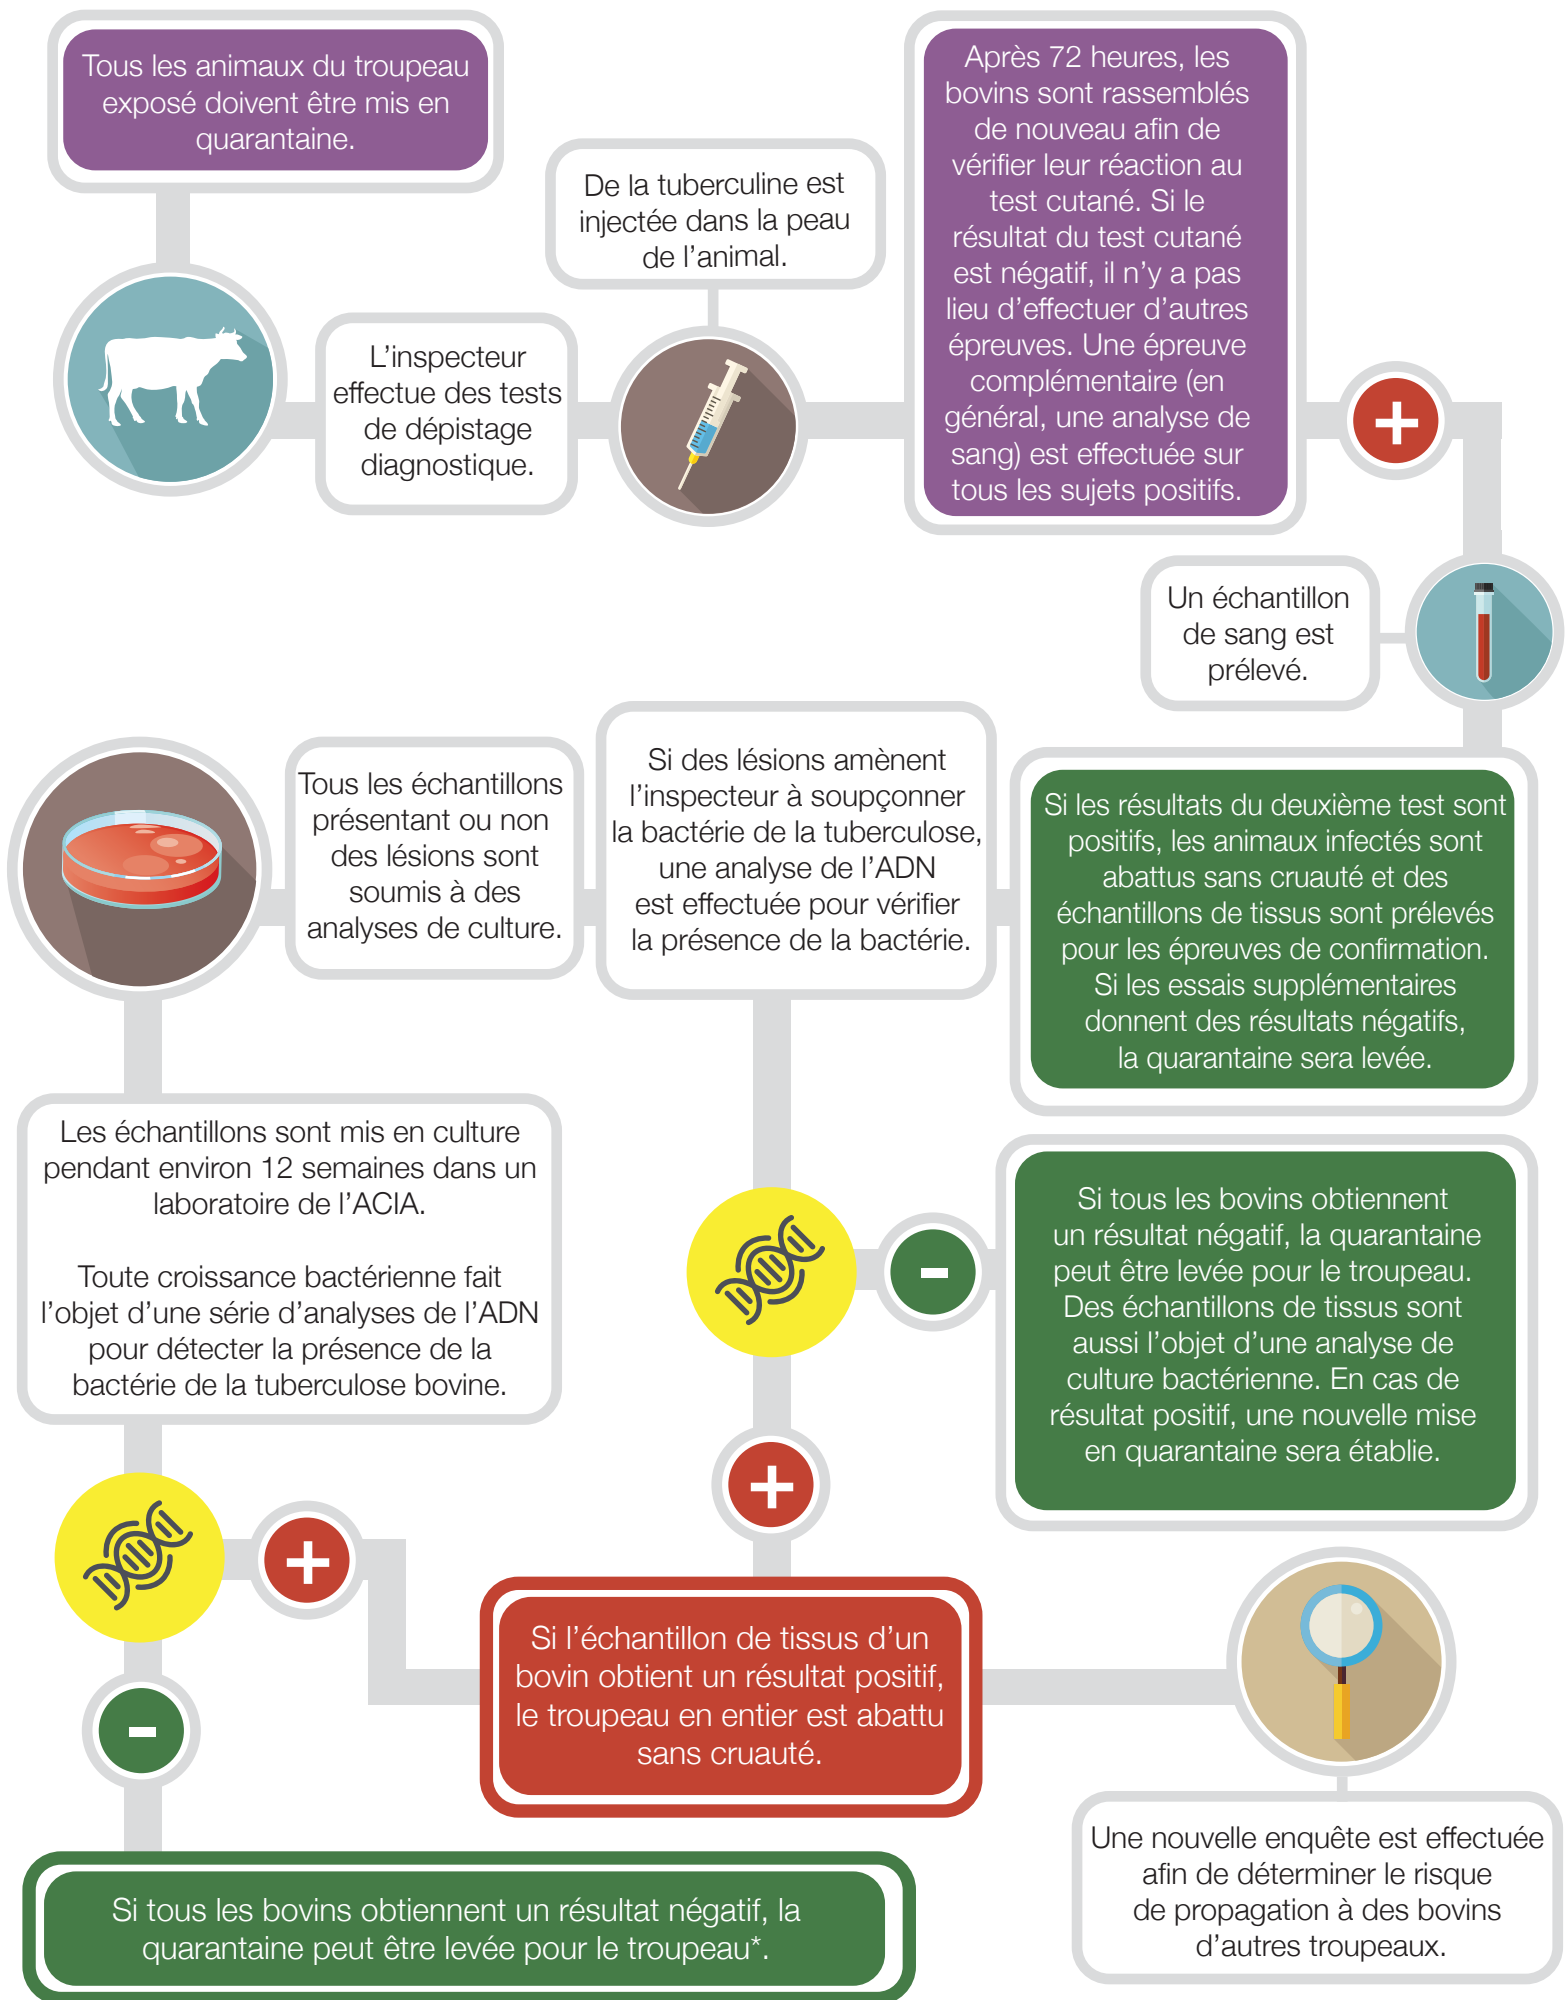 Tous les animaux du troupeau
exposé doivent être mis en
quarantaine.
L'inspecteur
effectue des tests
de dépistage
diagnostique.
De la tuberculine est
injectée dans la peau
de l'animal.
Après 72 heures, les
bovins sont rassemblés
de nouveau afin de
vérifier leur réaction au
test cutané. Si le
résultat du test cutané
est négatif, il n'y a pas
lieu d'effectuer d'autres
épreuves. Une épreuve
complémentaire (en
général, une analyse de
sang) est effectuée sur
tous les sujets positifs.
+
Un échantillon
de sang est
prélevé.
Si les résultats du deuxième test sont
positifs, les animaux infectés sont
abattus sans cruauté et des
échantillons de tissus sont prélevés
pour les épreuves de confirmation.
Si les essais supplémentaires
donnent des résultats négatifs,
la quarantaine sera levée.
Si des lésions amènent
l'inspecteur à soupçonner
la bactérie de la tuberculose,
une analyse de l'ADN
est effectuée pour vérifier
la présence de la bactérie.
Tous les échantillons
présentant ou non
des lésions sont
soumis à des
analyses de culture.
Les échantillons sont mis en culture
pendant environ 12 semaines dans un
laboratoire de l'ACIA.
Toute croissance bactérienne fait
l'objet d'une série d'analyses de l'ADN
pour détecter la présence de la
bactérie de la tuberculose bovine.
-
Si tous les bovins obtiennent
un résultat négatif, la quarantaine
peut être levée pour le troupeau.
Des échantillons de tissus sont
aussi l'objet d'une analyse de
culture bactérienne. En cas de
résultat positif, une nouvelle mise
en quarantaine sera établie.
+
+
Si l'échantillon de tissus d'un
bovin obtient un résultat positif,
le troupeau en entier est abattu
sans cruauté.
Une nouvelle enquête est effectuée
afin de déterminer le risque
de propagation à des bovins
d'autres troupeaux.
-
Si tous les bovins obtiennent un résultat négatif, la
quarantaine peut être levée pour le troupeau*.